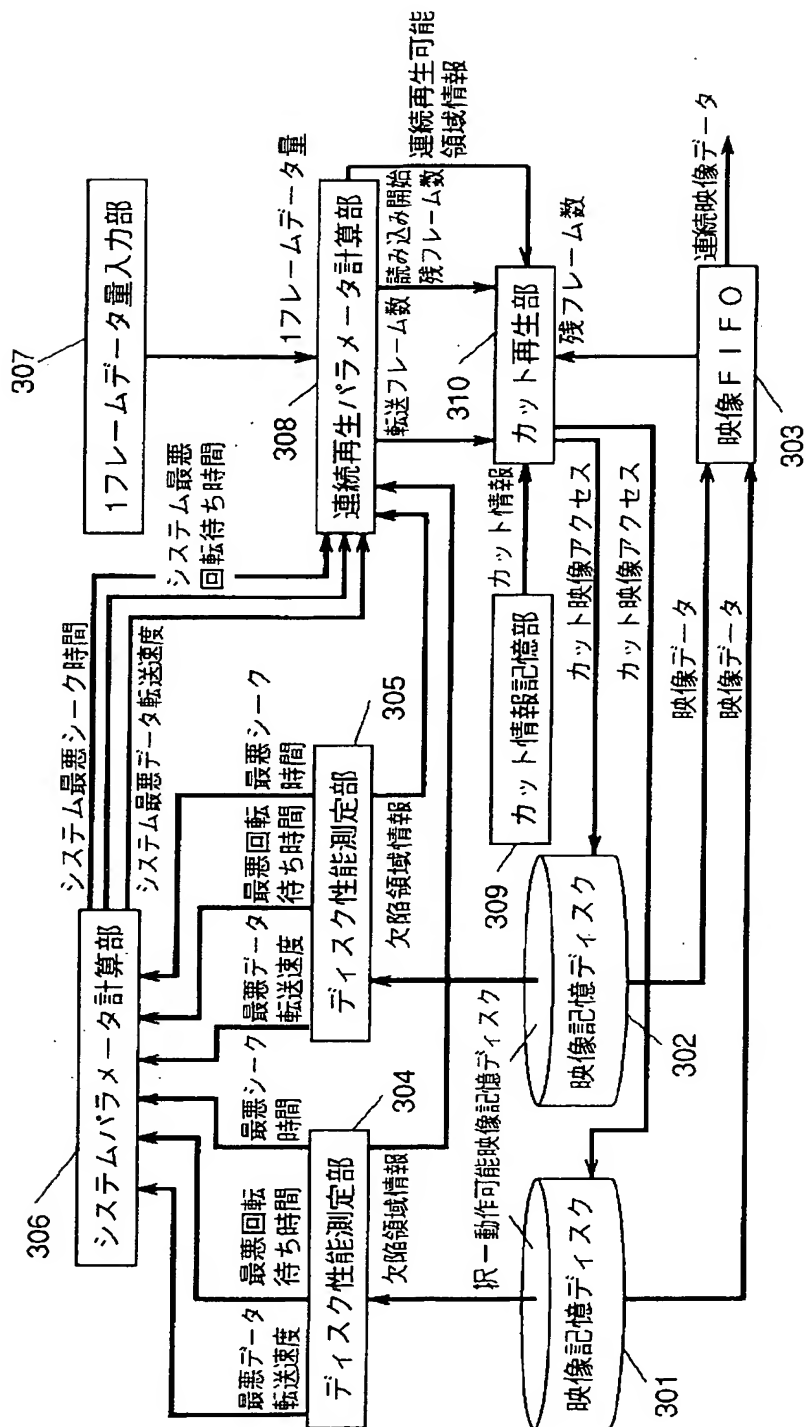 306
システムパラメータ計算部
システム最悪シーク時間
システム最悪データ転送速度
システム最悪
回転待ち時間
307
1フレームデータ量入力部
1フレームデータ量
最悪データ
転送速度
最悪回転
待ち時間
最悪シーク
時間
最悪データ
転送速度
最悪回転
待ち時間
最悪シーク
時間
304
ディスク性能測定部
欠陥領域情報
305
ディスク性能測定部
欠陥領域情報
308
連続再生パラメータ計算部
転送フレーム数
読み込み開始
残フレーム数
連続再生可能
領域情報
択一動作可能映像記憶ディスク
映像記憶ディスク
301
映像記憶ディスク
302
309
カット情報記憶部
カット情報
310
カット再生部
カット映像アクセス
カット映像アクセス
残フレーム数
映像データ
映像データ
映像FIFO
303
連続映像データ